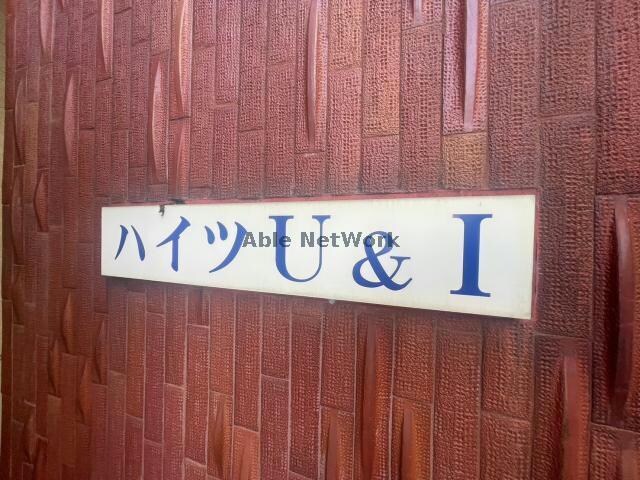 ハイツU&I
Able NetWork